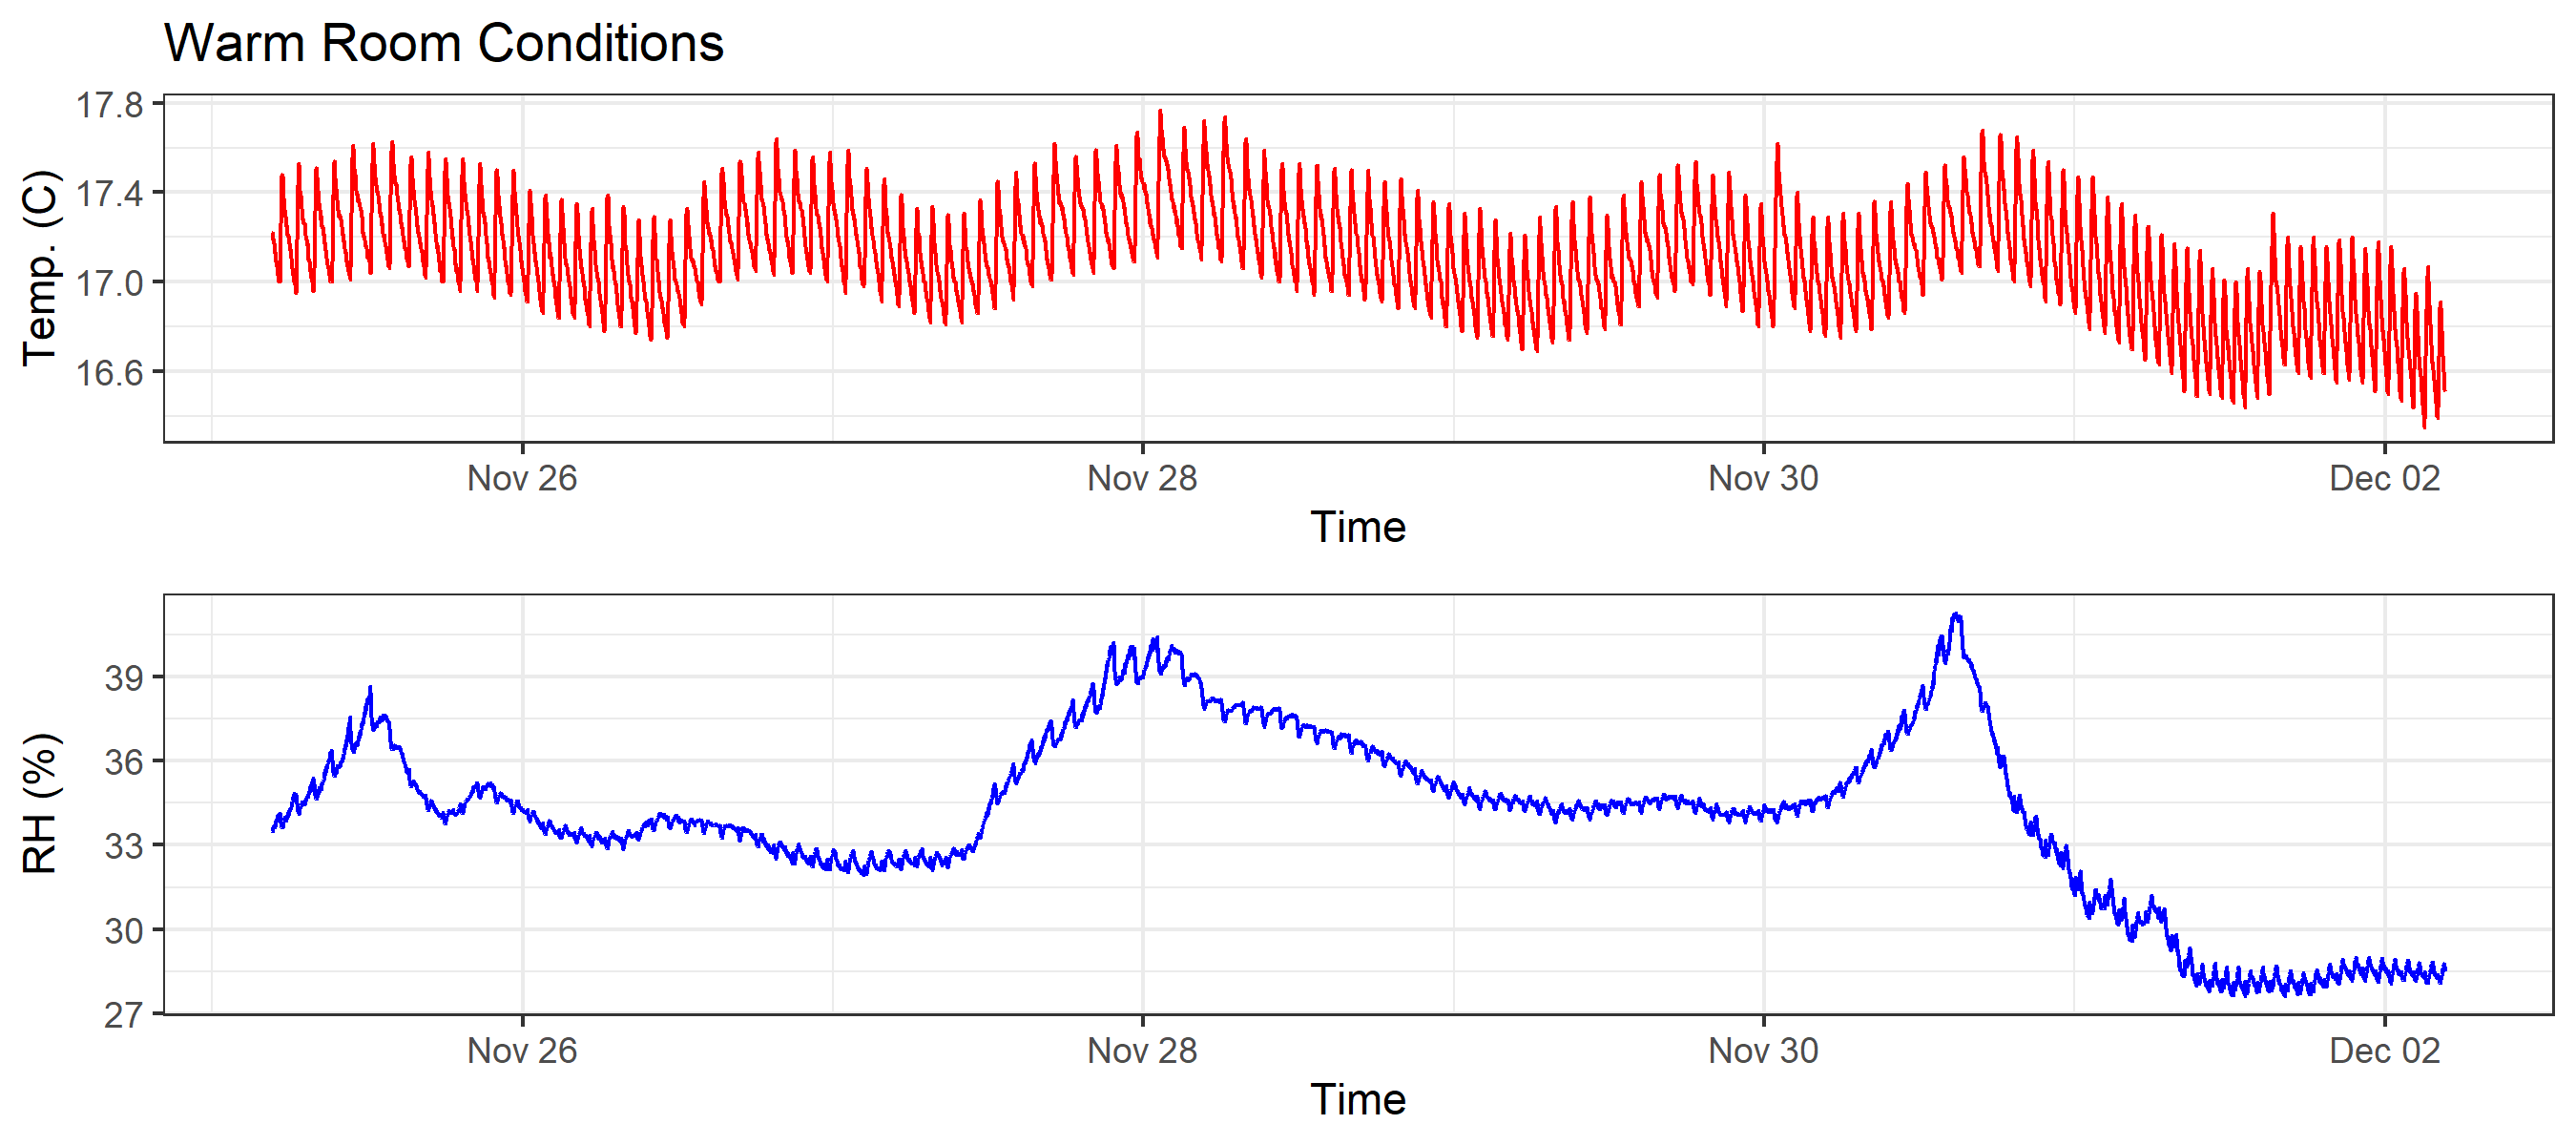 Warm Room Conditions
17.8
17.4
17.0
16.6
Temp. (C)
Nov 26 Nov 28 Nov 30 Dec 02
Time
39
36
33
30
27
RH (%)
Nov 26 Nov 28 Nov 30 Dec 02
Time